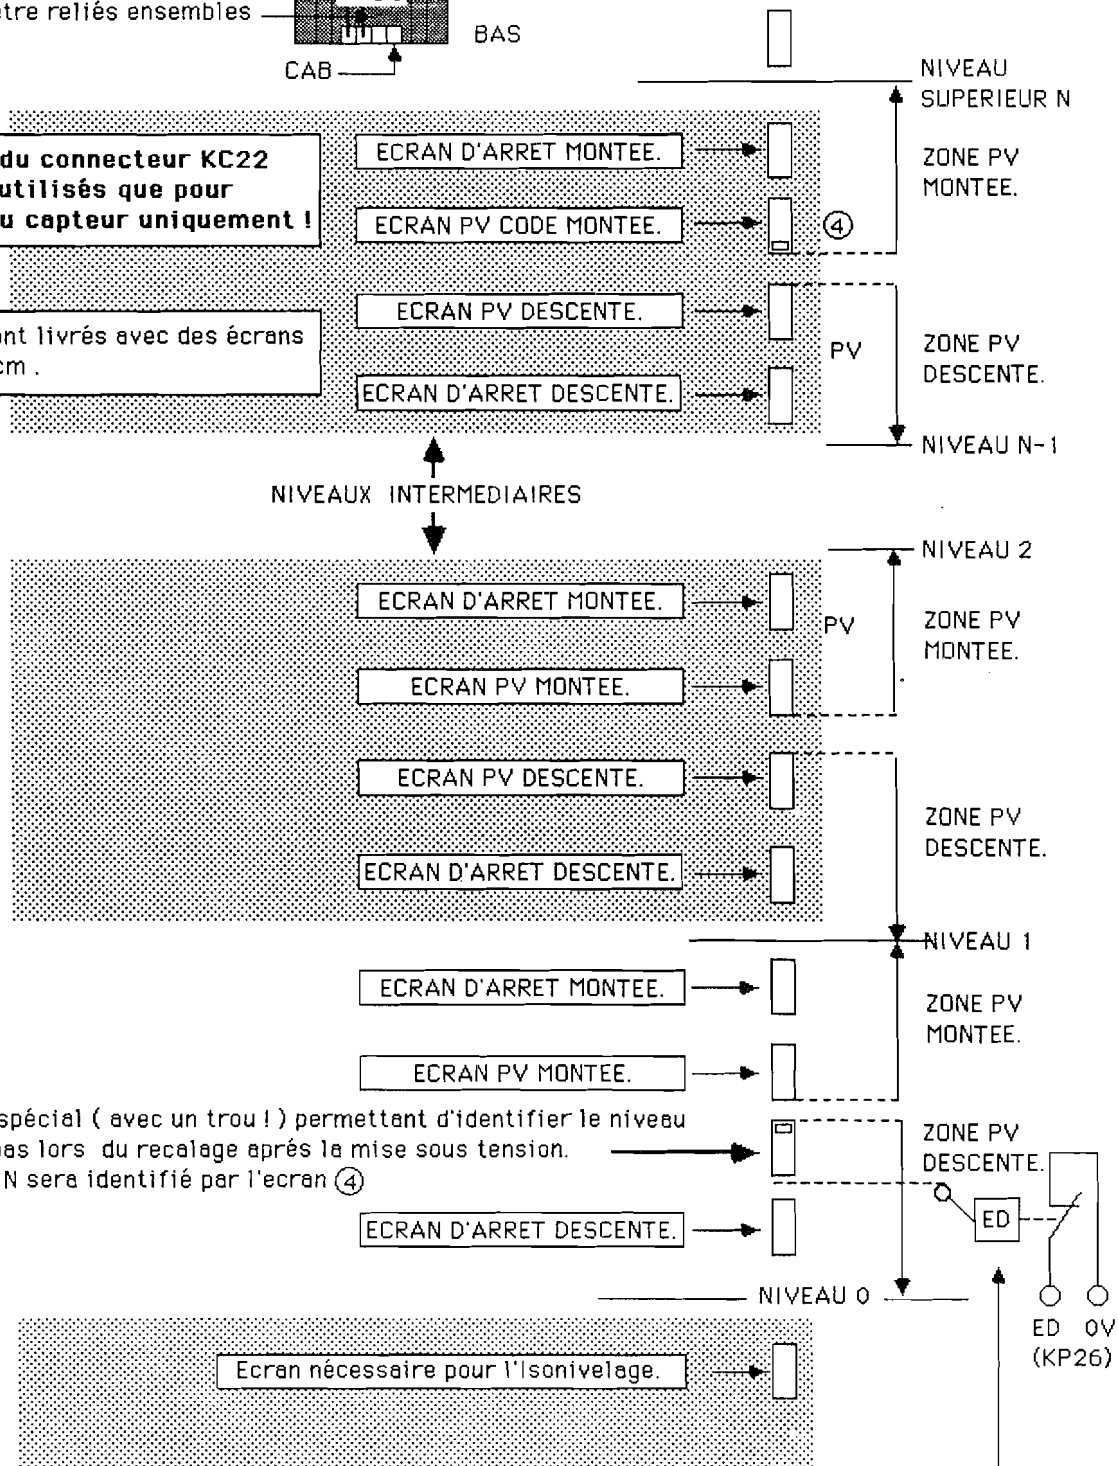 être reliés ensembles
BAS
CAB
NIVEAU
SUPERIEUR N
du connecteur KC22
utilisés que pour
u capteur uniquement !
ECRAN D'ARRET MONTEE.
ZONE PV
MONTEE.
ECRAN PV CODE MONTEE.
4
ont livrés avec des écrans
cm .
ECRAN PV DESCENTE.
PV
ZONE PV
DESCENTE.
ECRAN D'ARRET DESCENTE.
NIVEAU N-1
NIVEAUX INTERMEDIAIRES
NIVEAU 2
ECRAN D'ARRET MONTEE.
PV
ZONE PV
MONTEE.
ECRAN PV MONTEE.
ECRAN PV DESCENTE.
ZONE PV
DESCENTE.
ECRAN D'ARRET DESCENTE.
NIVEAU 1
ECRAN D'ARRET MONTEE.
ZONE PV
MONTEE.
ECRAN PV MONTEE.
spécial ( avec un trou ! ) permettant d'identifier le niveau
bas lors du recalage aprés la mise sous tension.
N sera identifié par l'ecran 4
ZONE PV
DESCENTE.
ECRAN D'ARRET DESCENTE.
ED
NIVEAU 0
ED 0V
(KP26)
Ecran nécessaire pour l'Isonivelage.